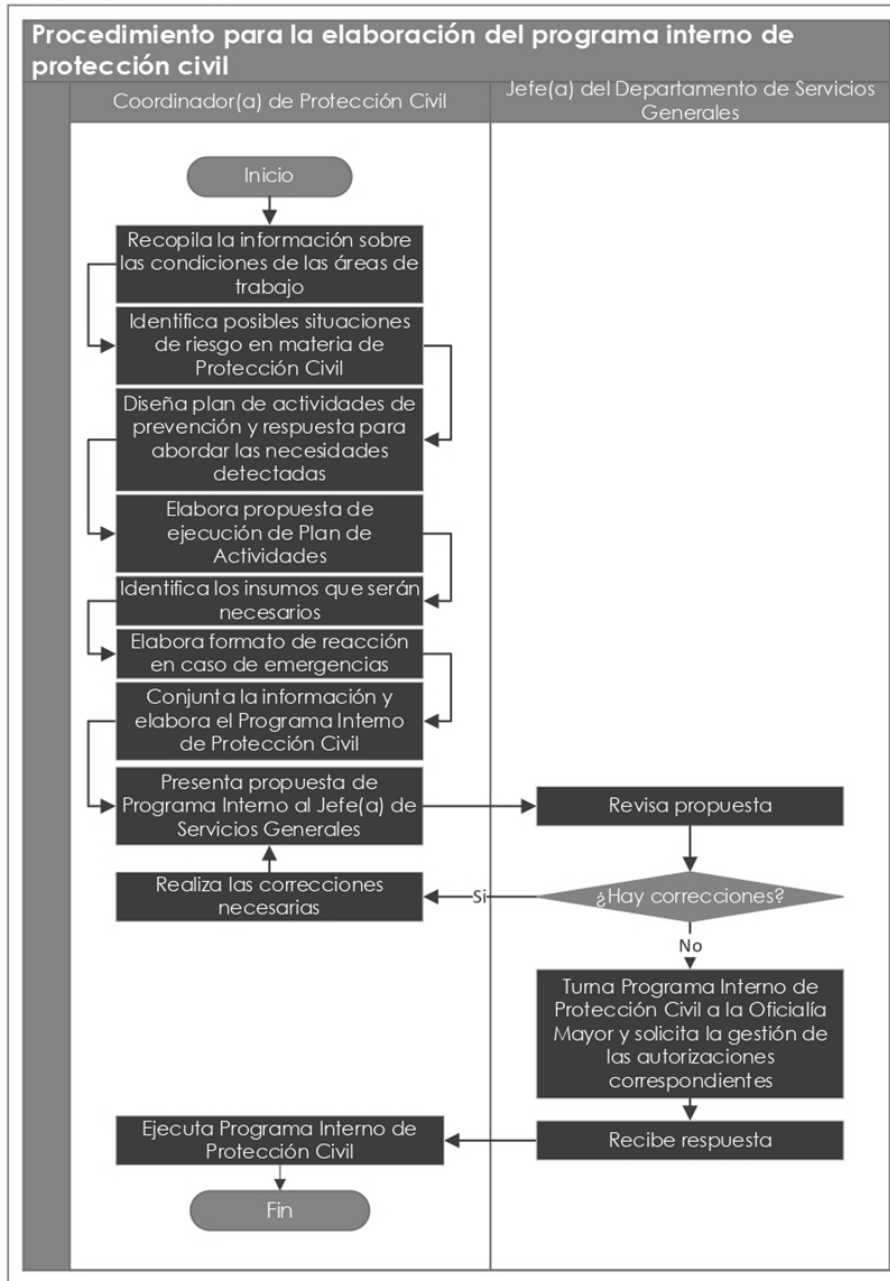 Procedimiento para la elaboración del programa interno de
protección civil
Coordinador(a) de Protección Civil
Jefe(a) del Departamento de Servicios
Generales
Inicio
Recopila la información sobre
las condiciones de las áreas de
trabajo
Identifica posibles situaciones
de riesgo en materia de
Protección Civil
Diseña plan de actividades de
prevención y respuesta para
abordar las necesidades
detectadas
Elabora propuesta de
ejecución de Plan de
Actividades
Identifica los insumos que serán
necesarios
Elabora formato de reacción
en caso de emergencias
Conjunta la información y
elabora el Programa Interno
de Protección Civil
Presenta propuesta de
Programa Interno al Jefe(a) de
Servicios Generales
Revisa propuesta
¿Hay correcciones?
Si
Realiza las correcciones
necesarias
No
Turna Programa Interno de
Protección Civil a la Oficialía
Mayor y solicita la gestión de
las autorizaciones
correspondientes
Recibe respuesta
Ejecuta Programa Interno de
Protección Civil
Fin